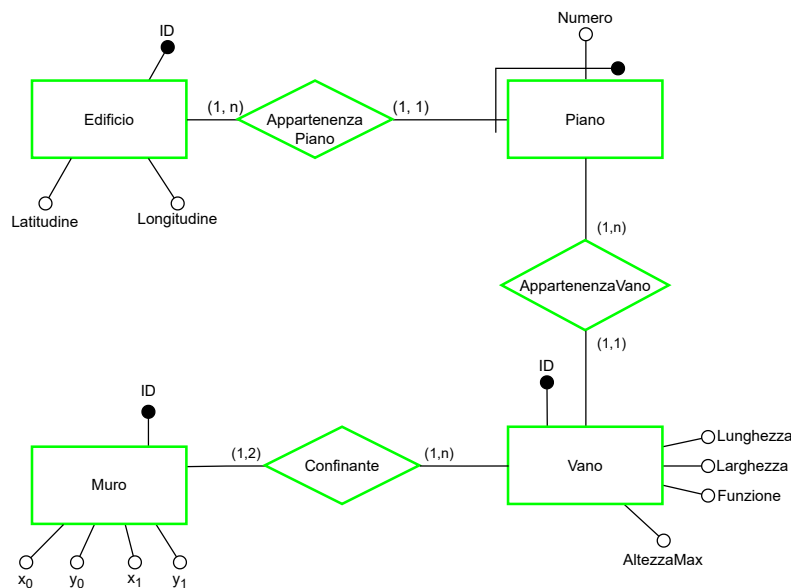 Numero
ID
Edificio
(1, n)
Appartenenza
Piano
(1, 1)
Piano
Latitudine
Longitudine
(1,n)
AppartenenzaVano
(1,1)
ID
ID
Muro
(1,2)
Confinante
(1,n)
Vano
Lunghezza
Larghezza
Funzione
AltezzaMax
x0
y0
x1
y1